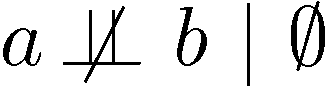 a ⫫̸ b | ∅